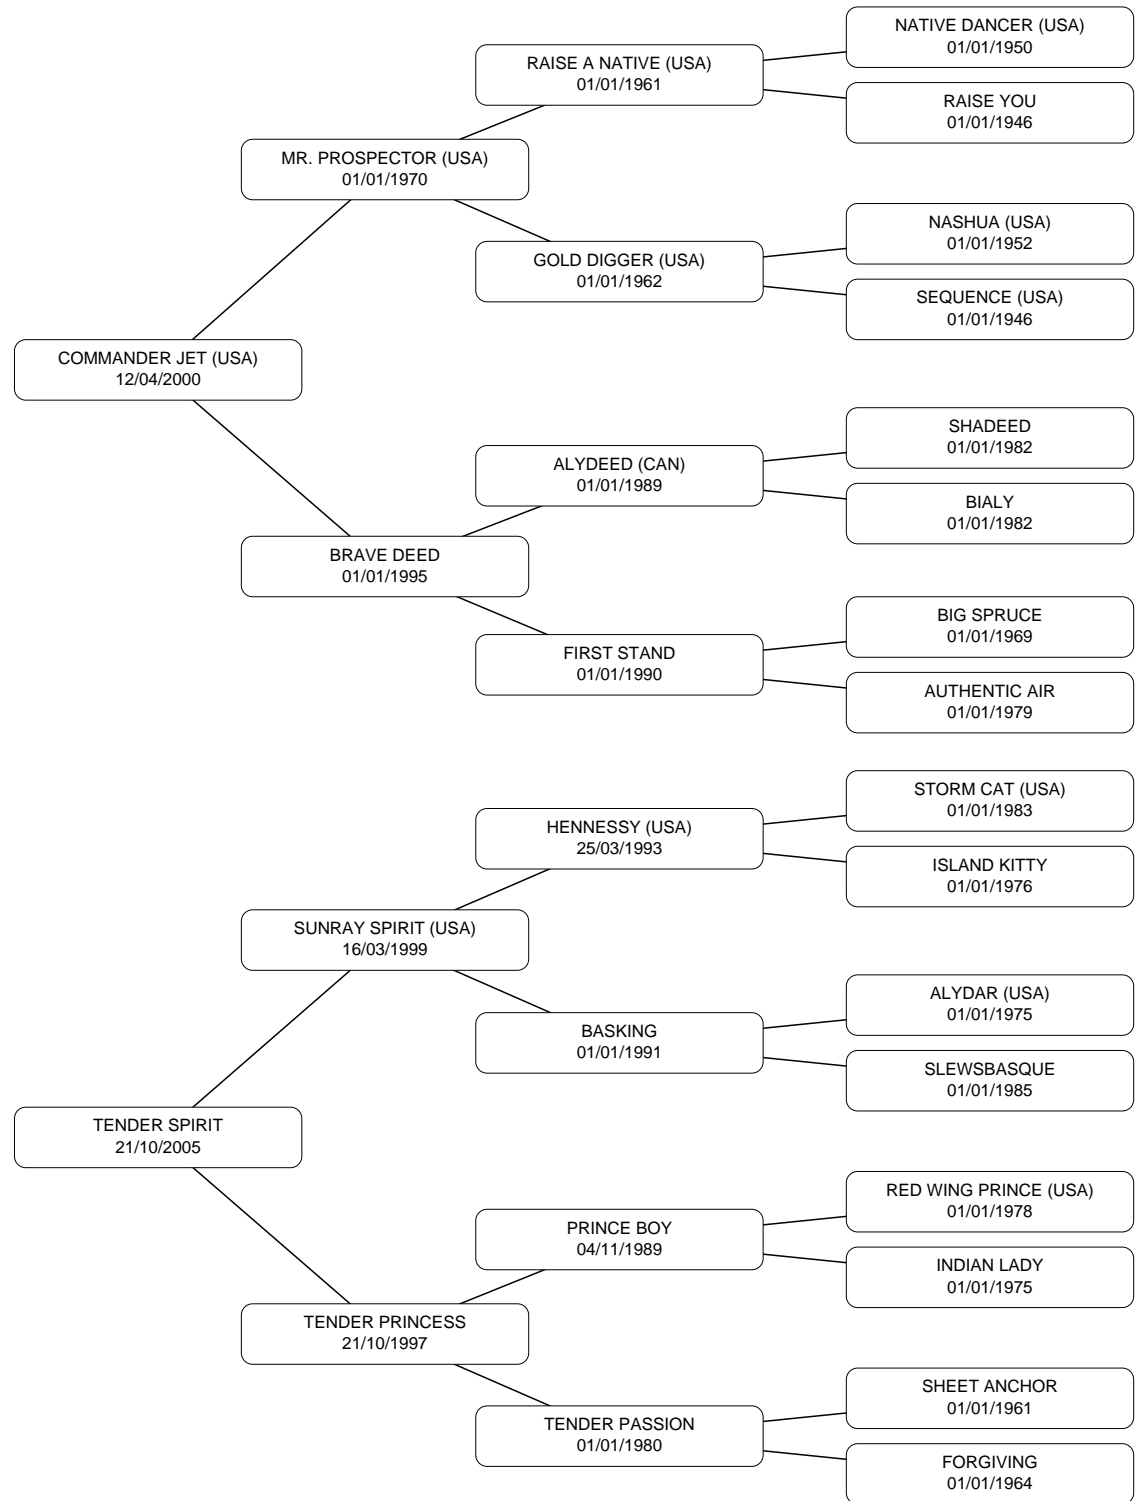 NATIVE DANCER (USA)
01/01/1950
RAISE A NATIVE (USA)
01/01/1961
RAISE YOU
01/01/1946
MR. PROSPECTOR (USA)
01/01/1970
NASHUA (USA)
01/01/1952
GOLD DIGGER (USA)
01/01/1962
SEQUENCE (USA)
01/01/1946
COMMANDER JET (USA)
12/04/2000
SHADEED
01/01/1982
ALYDEED (CAN)
01/01/1989
BIALY
01/01/1982
BRAVE DEED
01/01/1995
BIG SPRUCE
01/01/1969
FIRST STAND
01/01/1990
AUTHENTIC AIR
01/01/1979
STORM CAT (USA)
01/01/1983
HENNESSY (USA)
25/03/1993
ISLAND KITTY
01/01/1976
SUNRAY SPIRIT (USA)
16/03/1999
ALYDAR (USA)
01/01/1975
BASKING
01/01/1991
SLEWSBASQUE
01/01/1985
TENDER SPIRIT
21/10/2005
RED WING PRINCE (USA)
01/01/1978
PRINCE BOY
04/11/1989
INDIAN LADY
01/01/1975
TENDER PRINCESS
21/10/1997
SHEET ANCHOR
01/01/1961
TENDER PASSION
01/01/1980
FORGIVING
01/01/1964